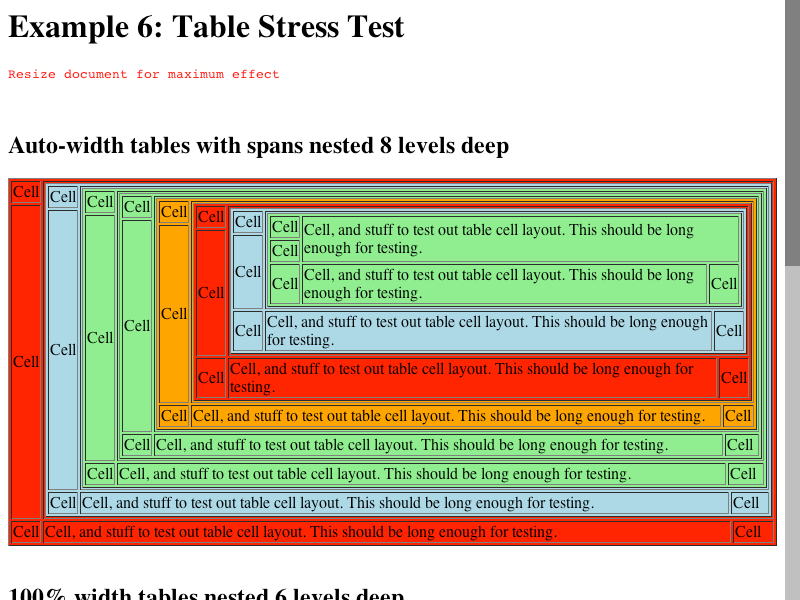 Example 6: Table Stress Test
Resize document for maximum effect
Auto-width tables with spans nested 8 levels deep
Cell
Cell
Cell
Cell
Cell
Cell
Cell
Cell
Cell, and stuff to test out table cell layout. This should be long
enough for testing.
Cell
Cell
Cell, and stuff to test out table cell layout. This should be long
enough for testing.
Cell
Cell
Cell
Cell, and stuff to test out table cell layout. This should be long enough
for testing.
Cell
Cell
Cell
Cell, and stuff to test out table cell layout. This should be long enough for
testing.
Cell
Cell
Cell
Cell, and stuff to test out table cell layout. This should be long enough for testing.
Cell
Cell
Cell
Cell, and stuff to test out table cell layout. This should be long enough for testing.
Cell
Cell
Cell
Cell, and stuff to test out table cell layout. This should be long enough for testing.
Cell
Cell
Cell
Cell, and stuff to test out table cell layout. This should be long enough for testing.
Cell
Cell
Cell
Cell, and stuff to test out table cell layout. This should be long enough for testing.
Cell
100% width tables nested 6 levels deep